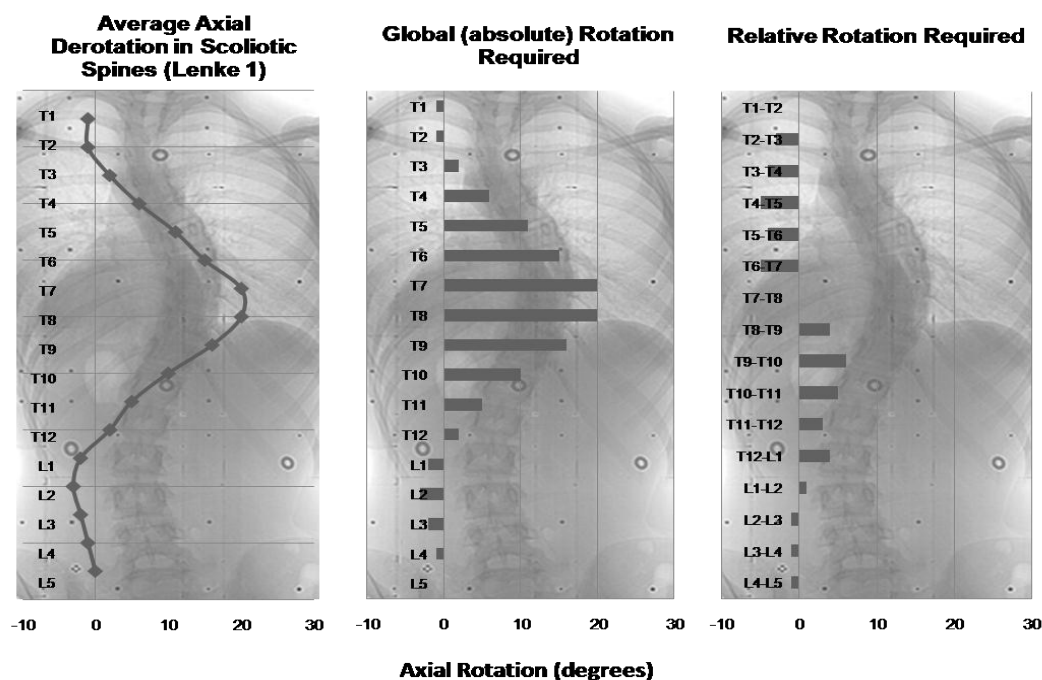 Average Axial
Derotation in Scoliotic
Spines (Lenke 1)
T1
T2
T3
T4
T5
T6
T7
T8
T9
T10
T11
T12
L1
L2
L3
L4
L5
-10 0 10 20 30
Global (absolute) Rotation
Required
T1
T2
T3
T4
T5
T6
T7
T8
T9
T10
T11
T12
L1
L2
L3
L4
L5
-10 0 10 20 30
Relative Rotation Required
T1-T2
T2-T3
T3-T4
T4-T5
T5-T6
T6-T7
T7-T8
T8-T9
T9-T10
T10-T11
T11-T12
T12-L1
L1-L2
L2-L3
L3-L4
L4-L5
-10 0 10 20 30
Axial Rotation (degrees)